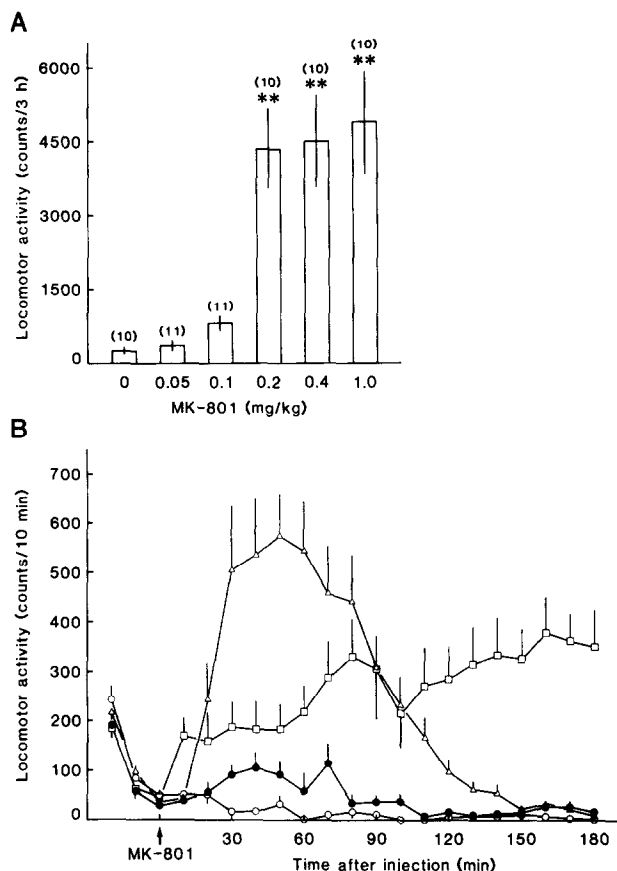 A
Locomotor activity (counts/3 h)
6000
4500
3000
1500
0
(10)
(11)
(11)
(10)
**
(10)
**
(10)
**
0 0.05 0.1 0.2 0.4 1.0
MK-801 (mg/kg)
B
Locomotor activity (counts/10 min)
700
600
500
400
300
200
100
0
30 60 90 120 150 180
MK-801
Time after injection (min)